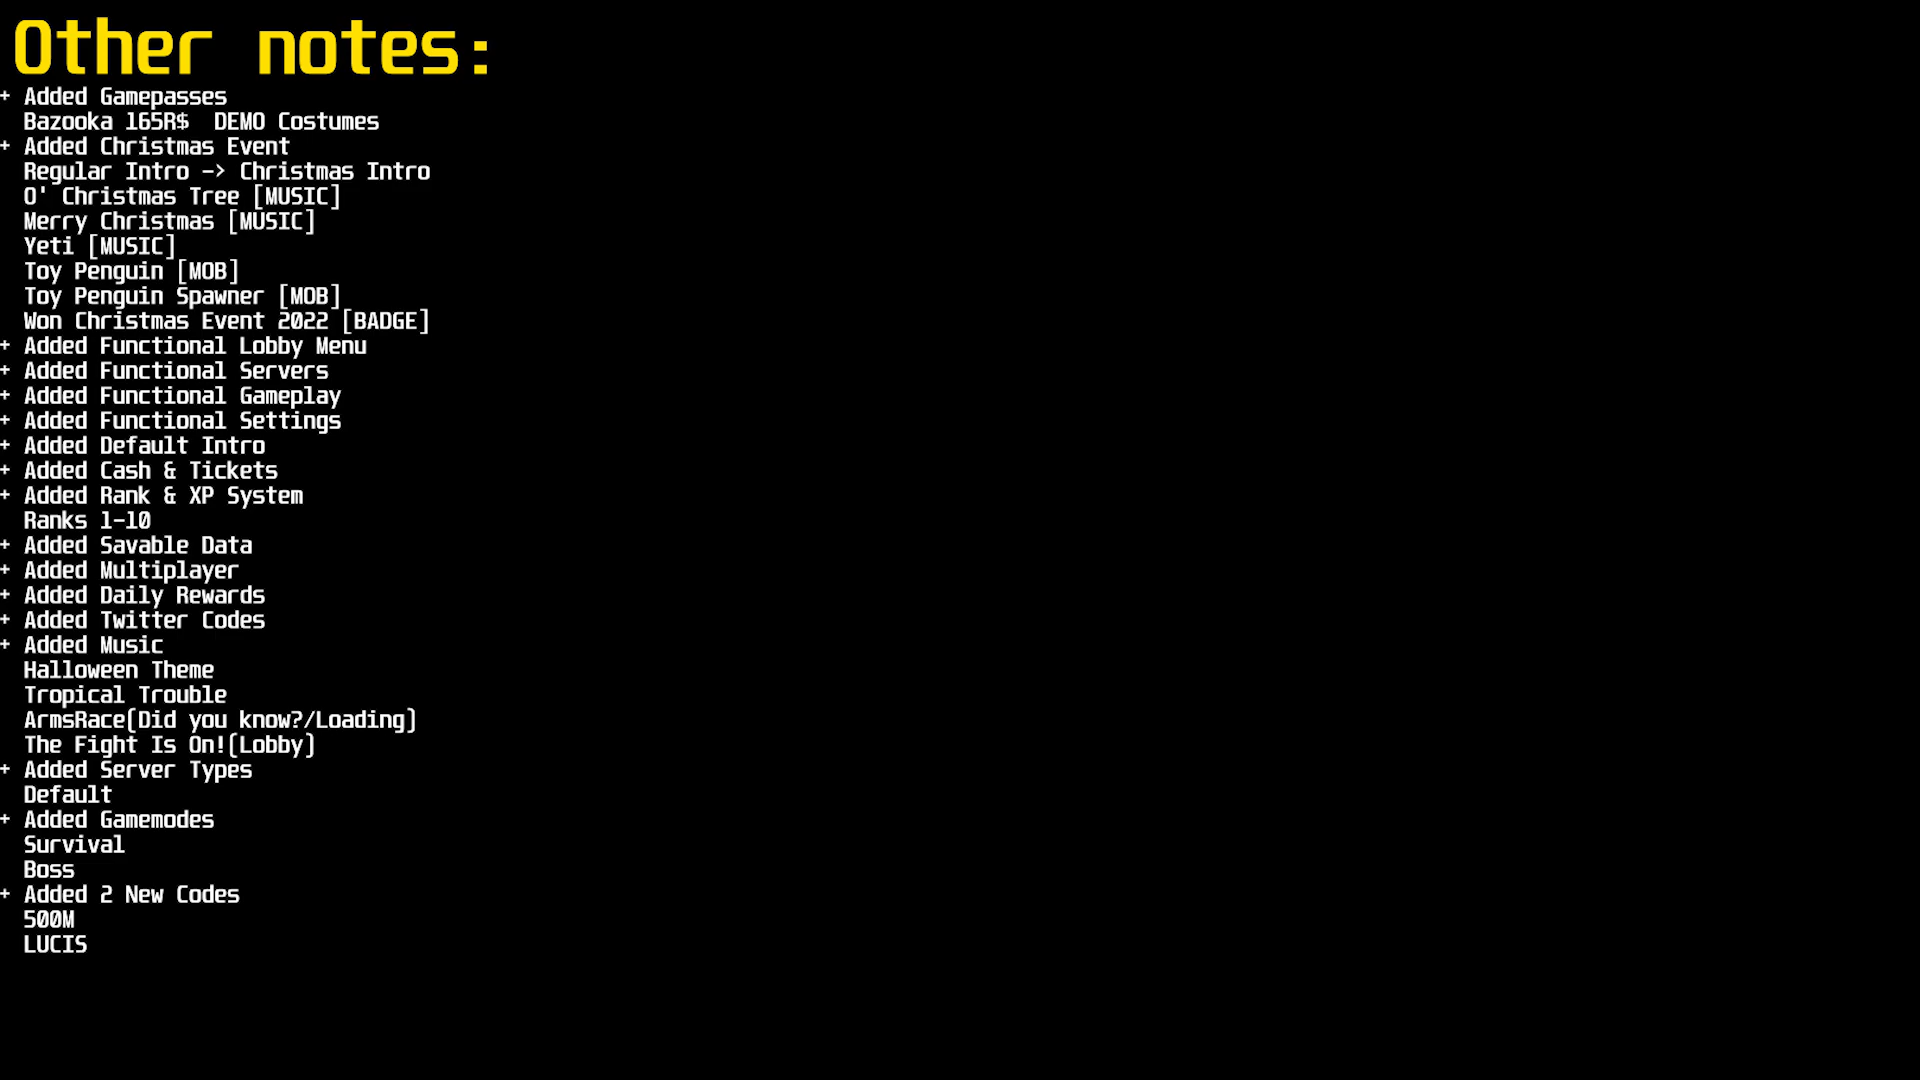 Other notes:
+ Added Gamepasses
Bazooka 165R$  DEMO Costumes
+ Added Christmas Event
Regular Intro -> Christmas Intro
O' Christmas Tree [MUSIC]
Merry Christmas [MUSIC]
Yeti [MUSIC]
Toy Penguin [MOB]
Toy Penguin Spawner [MOB]
Won Christmas Event 2022 [BADGE]
+ Added Functional Lobby Menu
+ Added Functional Servers
+ Added Functional Gameplay
+ Added Functional Settings
+ Added Default Intro
+ Added Cash & Tickets
+ Added Rank & XP System
Ranks 1-10
+ Added Savable Data
+ Added Multiplayer
+ Added Daily Rewards
+ Added Twitter Codes
+ Added Music
Halloween Theme
Tropical Trouble
ArmsRace(Did you know?/Loading)
The Fight Is On!(Lobby)
+ Added Server Types
Default
+ Added Gamemodes
Survival
Boss
+ Added 2 New Codes
500M
LUCIS